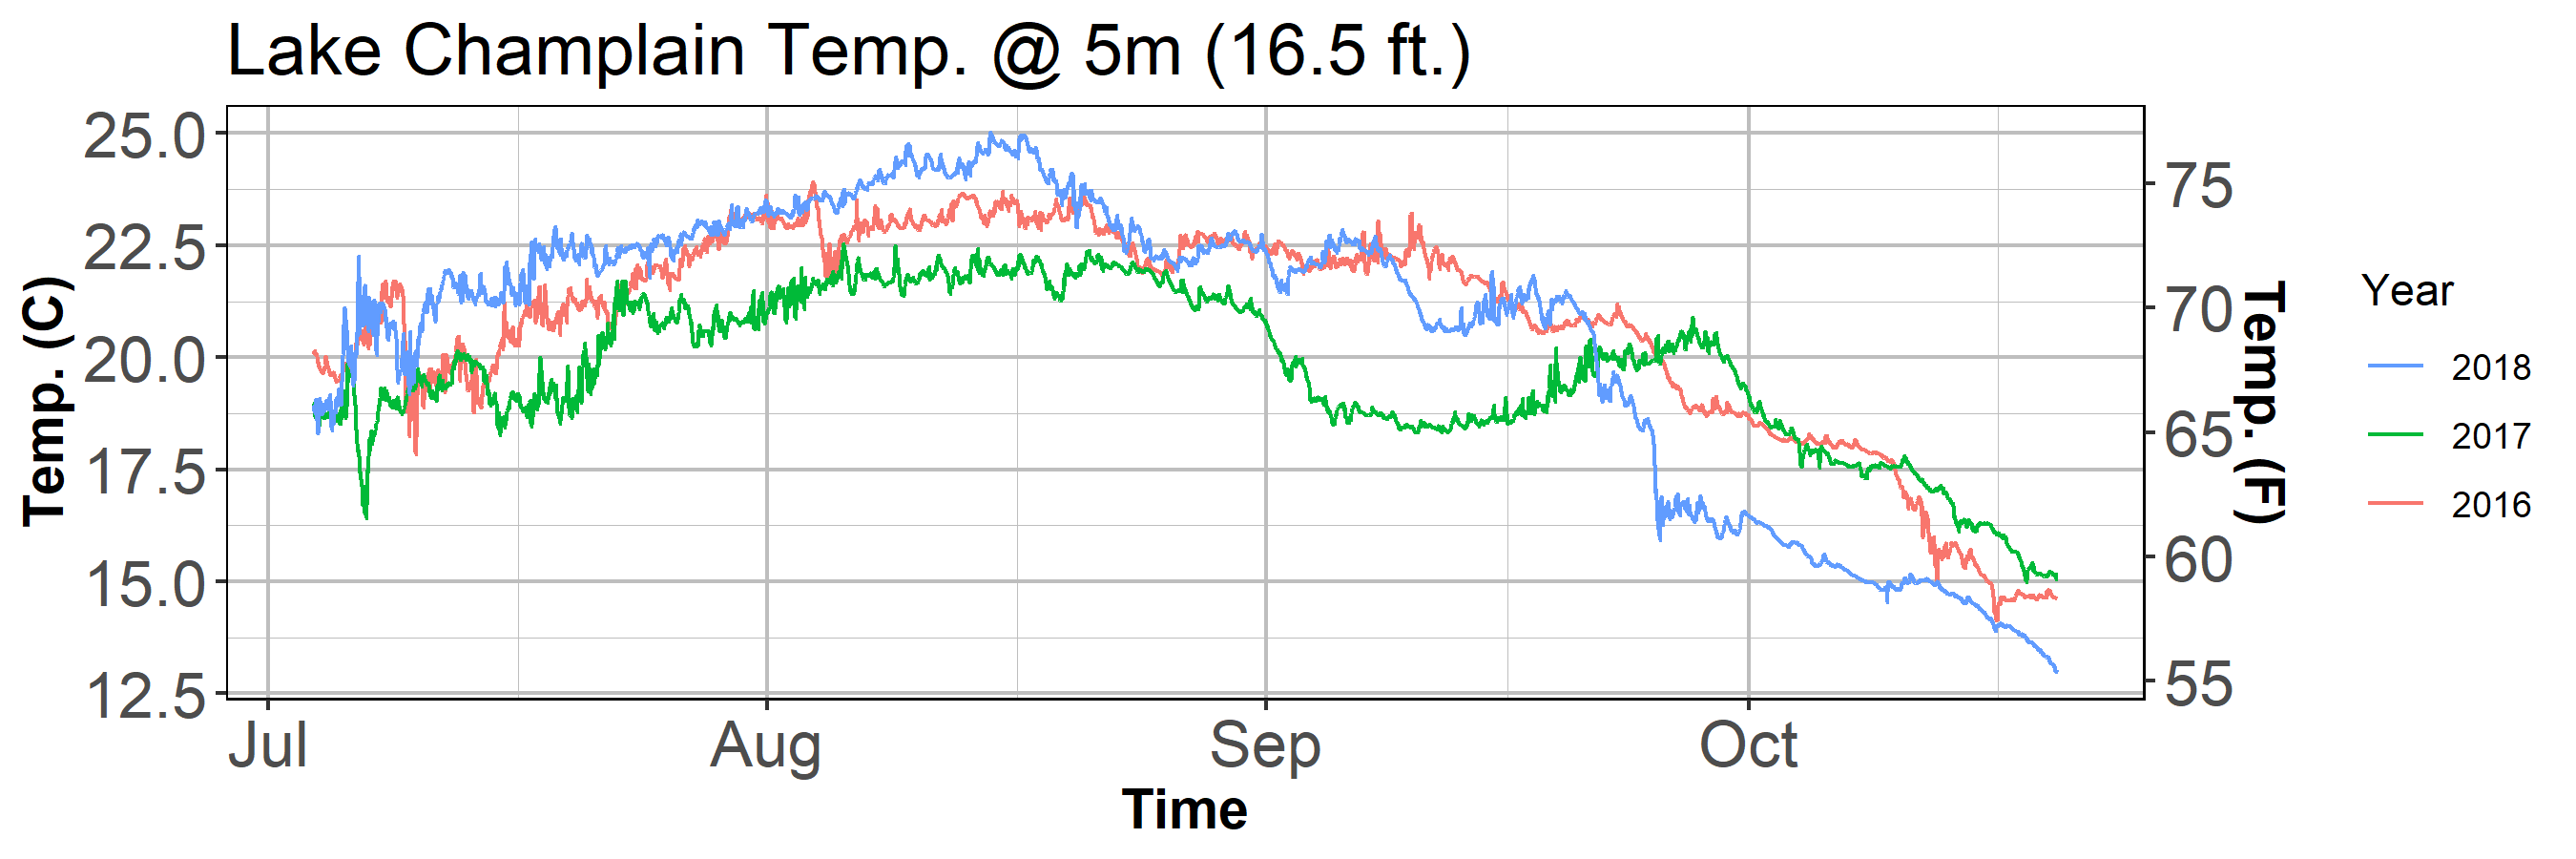 Lake Champlain Temp. @ 5m (16.5 ft.)
25.0
22.5
20.0
17.5
15.0
12.5
Temp. (C)
75
70
65
60
55
Temp. (F)
Jul Aug Sep Oct
Time
Year
2018
2017
2016